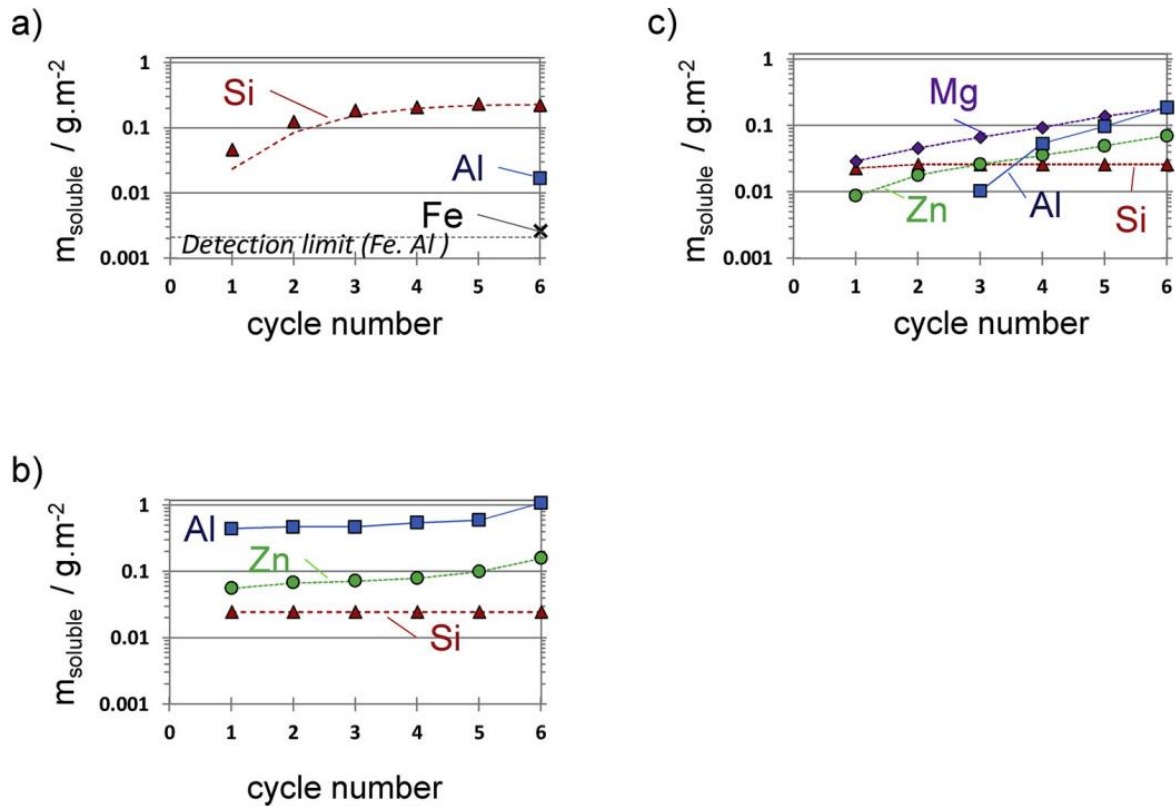 a)
m_soluble / g.m⁻²
1
0.1
0.01
0.001
Si
Al
Fe
Detection limit (Fe. Al )
0 1 2 3 4 5 6
cycle number
c)
m_soluble / g.m⁻²
1
0.1
0.01
0.001
Mg
Zn
Al
Si
0 1 2 3 4 5 6
cycle number
b)
m_soluble / g.m⁻²
1
0.1
0.01
0.001
Al
Zn
Si
0 1 2 3 4 5 6
cycle number